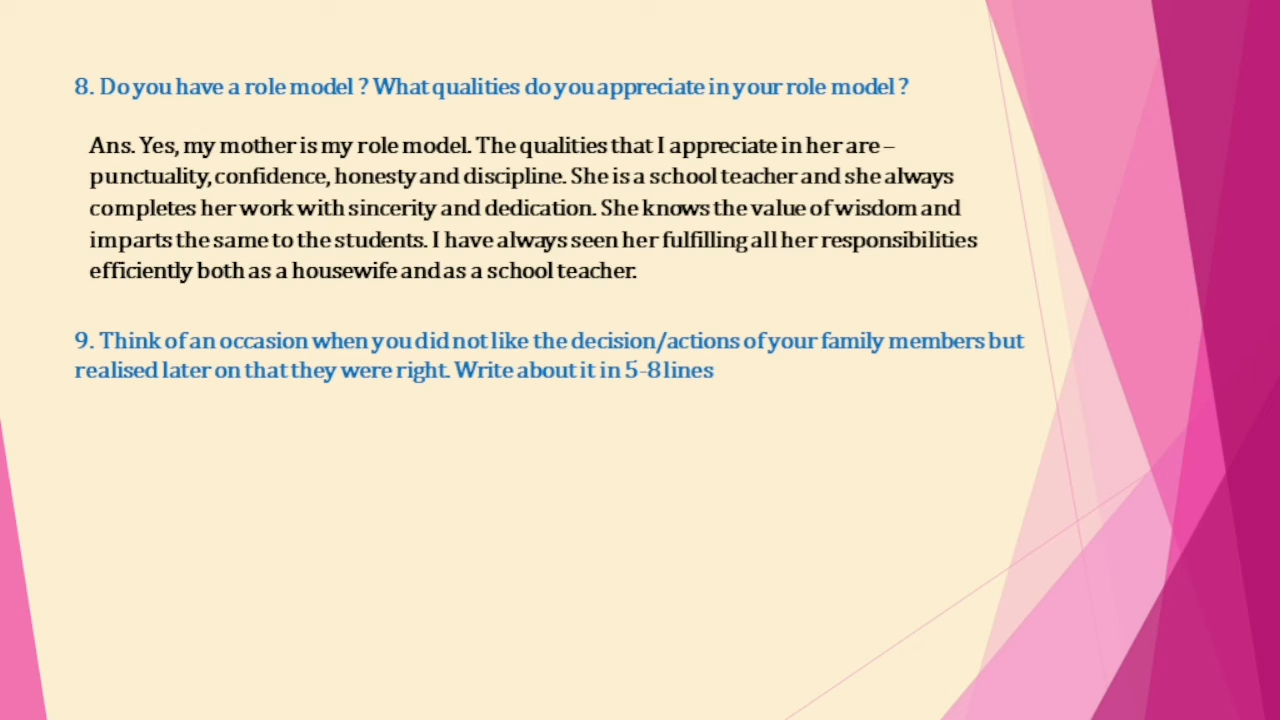 8. Do you have a role model ? What qualities do you appreciate in your role model ?
Ans. Yes, my mother is my role model. The qualities that I appreciate in her are –
punctuality, confidence, honesty and discipline. She is a school teacher and she always
completes her work with sincerity and dedication. She knows the value of wisdom and
imparts the same to the students. I have always seen her fulfilling all her responsibilities
efficiently both as a housewife and as a school teacher.
9. Think of an occasion when you did not like the decision/actions of your family members but
realised later on that they were right. Write about it in 5-8 lines